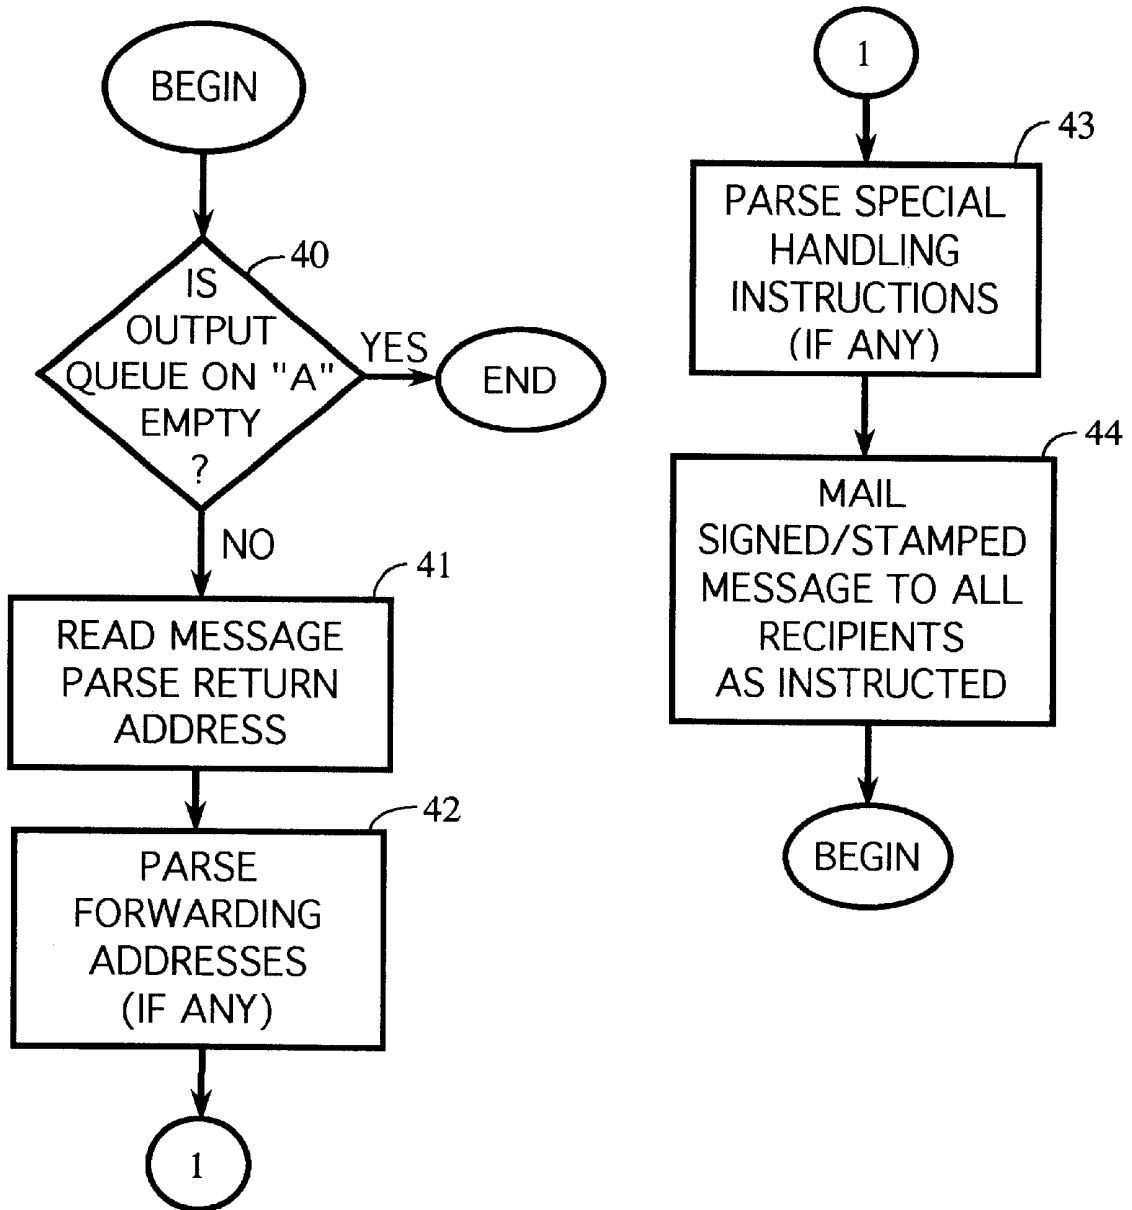 BEGIN
40
IS
OUTPUT
QUEUE ON "A"
EMPTY
?
YES
END
NO
41
READ MESSAGE
PARSE RETURN
ADDRESS
42
PARSE
FORWARDING
ADDRESSES
(IF ANY)
1
1
43
PARSE SPECIAL
HANDLING
INSTRUCTIONS
(IF ANY)
44
MAIL
SIGNED/STAMPED
MESSAGE TO ALL
RECIPIENTS
AS INSTRUCTED
BEGIN